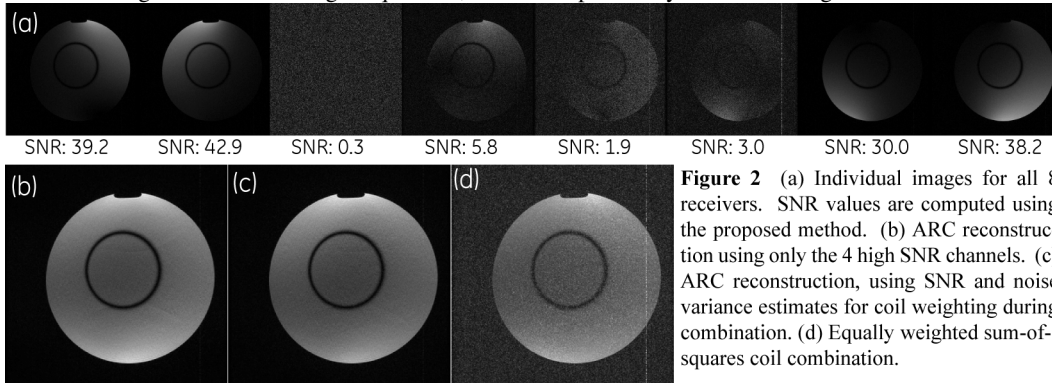 (a)
SNR: 39.2 SNR: 42.9 SNR: 0.3 SNR: 5.8 SNR: 1.9 SNR: 3.0 SNR: 30.0 SNR: 38.2
(b) (c) (d)
Figure 2 (a) Individual images for all 8
receivers. SNR values are computed using
the proposed method. (b) ARC reconstruc
tion using only the 4 high SNR channels. (c
ARC reconstruction, using SNR and noise
variance estimates for coil weighting during
combination. (d) Equally weighted sum-of-
squares coil combination.